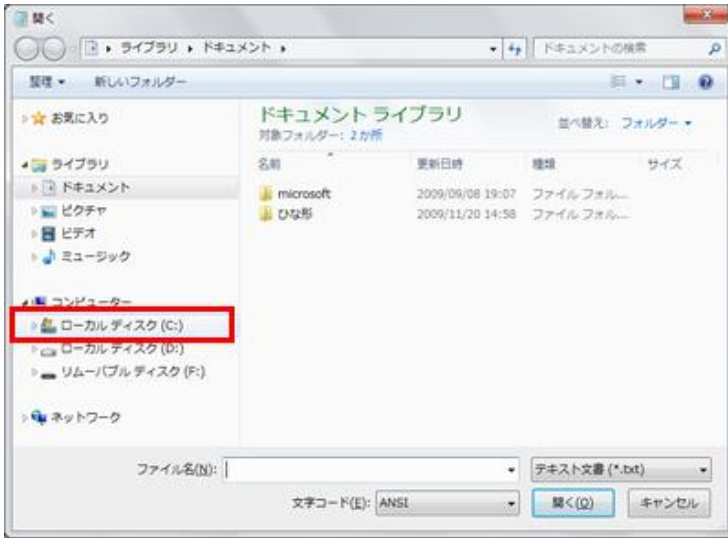 開く
ライブラリ ドキュメント
ドキュメントの検索
整理
新しいフォルダー
お気に入り
ライブラリ
ドキュメント
ピクチャ
ビデオ
ミュージック
コンピューター
ローカル ディスク (C:)
ローカル ディスク (D:)
リムーバブル ディスク (F:)
ネットワーク
ドキュメント ライブラリ
対象フォルダー: 2か所
並べ替え: フォルダー
名前 更新日時 種類 サイズ
microsoft 2009/09/08 19:07 ファイル フォル...
ひな形 2009/11/20 14:58 ファイル フォル...
ファイル名(N):
テキスト文書 (*.txt)
文字コード(E): ANSI
開く(O) キャンセル